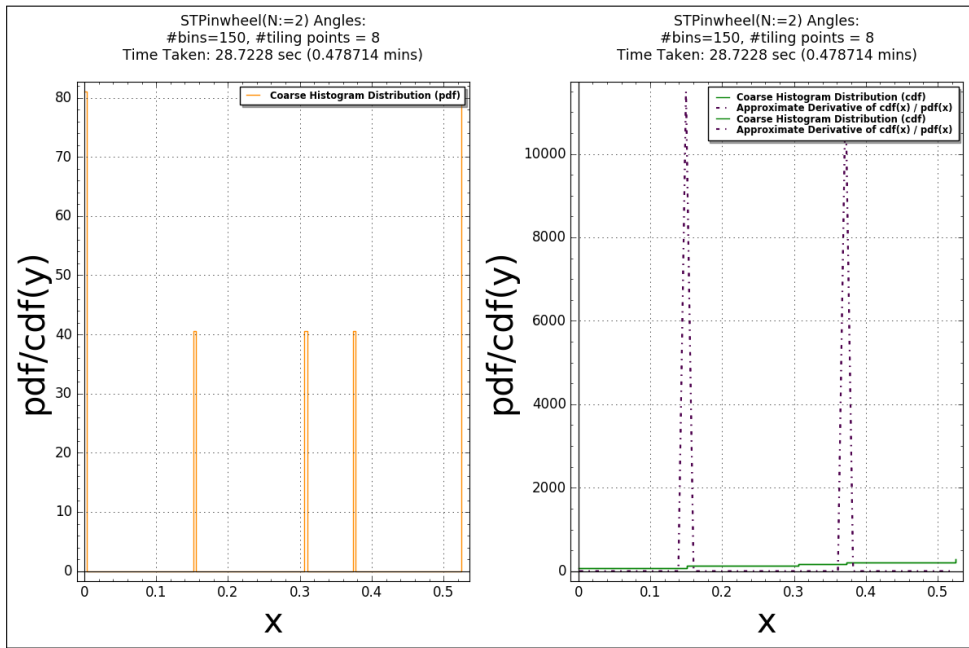 STPinwheel(N:=2) Angles:
#bins=150, #tiling points = 8
Time Taken: 28.7228 sec (0.478714 mins)
80
70
60
50
40
30
20
10
0
pdf/cdf(y)
Coarse Histogram Distribution (pdf)
0
0.1
0.2
0.3
0.4
0.5
x
STPinwheel(N:=2) Angles:
#bins=150, #tiling points = 8
Time Taken: 28.7228 sec (0.478714 mins)
10000
8000
6000
4000
2000
0
pdf/cdf(y)
Coarse Histogram Distribution (cdf)
Approximate Derivative of cdf(x) / pdf(x)
Coarse Histogram Distribution (cdf)
Approximate Derivative of cdf(x) / pdf(x)
0
0.1
0.2
0.3
0.4
0.5
x